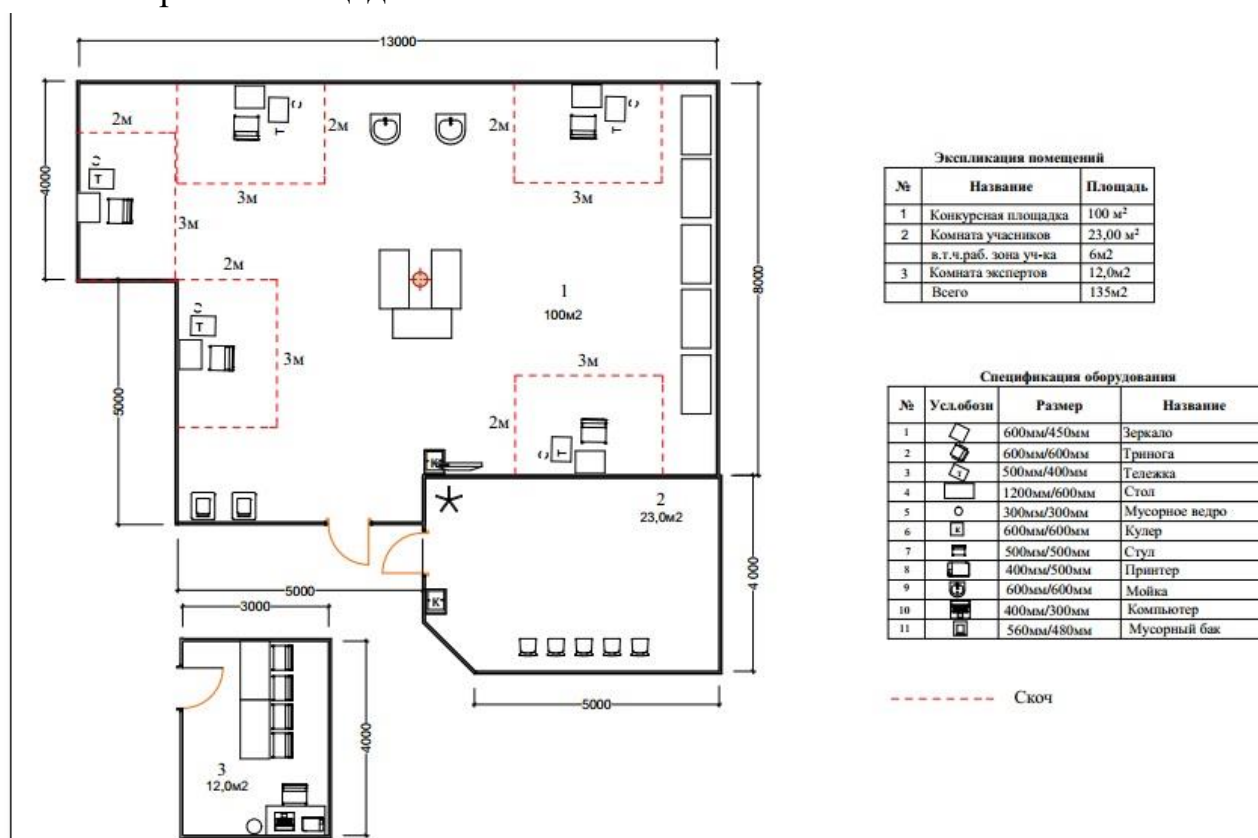 13000
4000
2м
2м
3м
Т
2м
3м
Т
Т
3м
2м
Т
3м
5000
1
100м2
8000
3м
2м
Т
К
2
23,0м2
4 000
К
5000
5000
3000
4000
3
12,0м2
Экспликация помещений
№ Название Площадь
1 Конкурсная площадка 100 м²
2 Комната учасников 23,00 м²
в.т.ч.раб. зона уч-ка 6м2
3 Комната экспертов 12,0м2
Всего 135м2
Спецификация оборудования
№ Усл.обозн Размер Название
1 600мм/450мм Зеркало
2 600мм/600мм Тринога
3 т 500мм/400мм Тележка
4 1200мм/600мм Стол
5 300мм/300мм Мусорное ведро
6 К 600мм/600мм Кулер
7 500мм/500мм Стул
8 400мм/500мм Принтер
9 600мм/600мм Мойка
10 400мм/300мм Компьютер
11 560мм/480мм Мусорный бак
Скоч